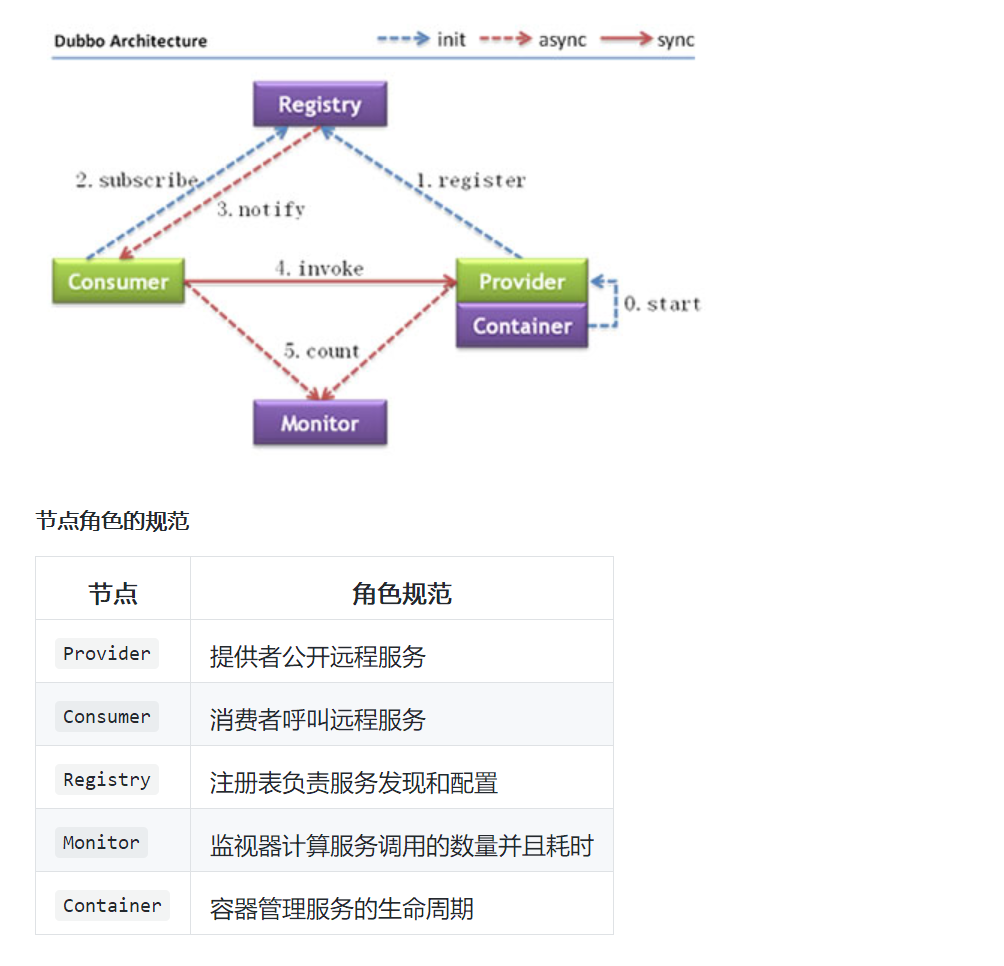 Dubbo Architecture
init async sync
Registry
2. subscribe
1. register
3. notify
4. invoke
Consumer
Provider
0. start
Container
5. count
Monitor
节点角色的规范
节点 角色规范
Provider 提供者公开远程服务
Consumer 消费者呼叫远程服务
Registry 注册表负责服务发现和配置
Monitor 监视器计算服务调用的数量并且耗时
Container 容器管理服务的生命周期